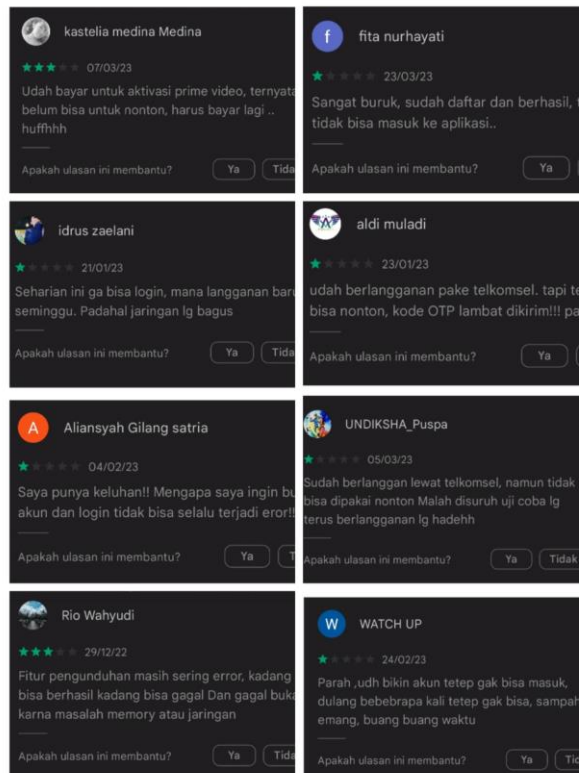 kastelia medina Medina
07/03/23
Udah bayar untuk aktivasi prime video, ternyata
belum bisa untuk nonton, harus bayar lagi ..
huffhhh
Apakah ulasan ini membantu? Ya Tida
idrus zaelani
21/01/23
Seharian ini ga bisa login, mana langganan baru
seminggu. Padahal jaringan lg bagus
Apakah ulasan ini membantu? Ya Tida
A Aliansyah Gilang satria
04/02/23
Saya punya keluhan!! Mengapa saya ingin bu
akun dan login tidak bisa selalu terjadi eror!!
Apakah ulasan ini membantu? Ya T
Rio Wahyudi
29/12/22
Fitur pengunduhan masih sering error, kadang
bisa berhasil kadang bisa gagal Dan gagal buka
karna masalah memory atau jaringan
Apakah ulasan ini membantu? Ya Tida
f fita nurhayati
23/03/23
Sangat buruk, sudah daftar dan berhasil,
tidak bisa masuk ke aplikasi..
Apakah ulasan ini membantu? Ya
A aldi muladi
23/01/23
udah berlangganan pake telkomsel. tapi te
bisa nonton, kode OTP lambat dikirim!!! pa
Apakah ulasan ini membantu? Ya
UNDIKSHA_Puspa
05/03/23
Sudah berlanggan lewat telkomsel, namun tidak
bisa dipakai nonton Malah disuruh uji coba lg
terus berlangganan lg hadehh
Apakah ulasan ini membantu? Ya Tidak
W WATCH UP
24/02/23
Parah ,udh bikin akun tetep gak bisa masuk,
dulang bebebrapa kali tetep gak bisa, sampah
emang, buang buang waktu
Apakah ulasan ini membantu? Ya Tid